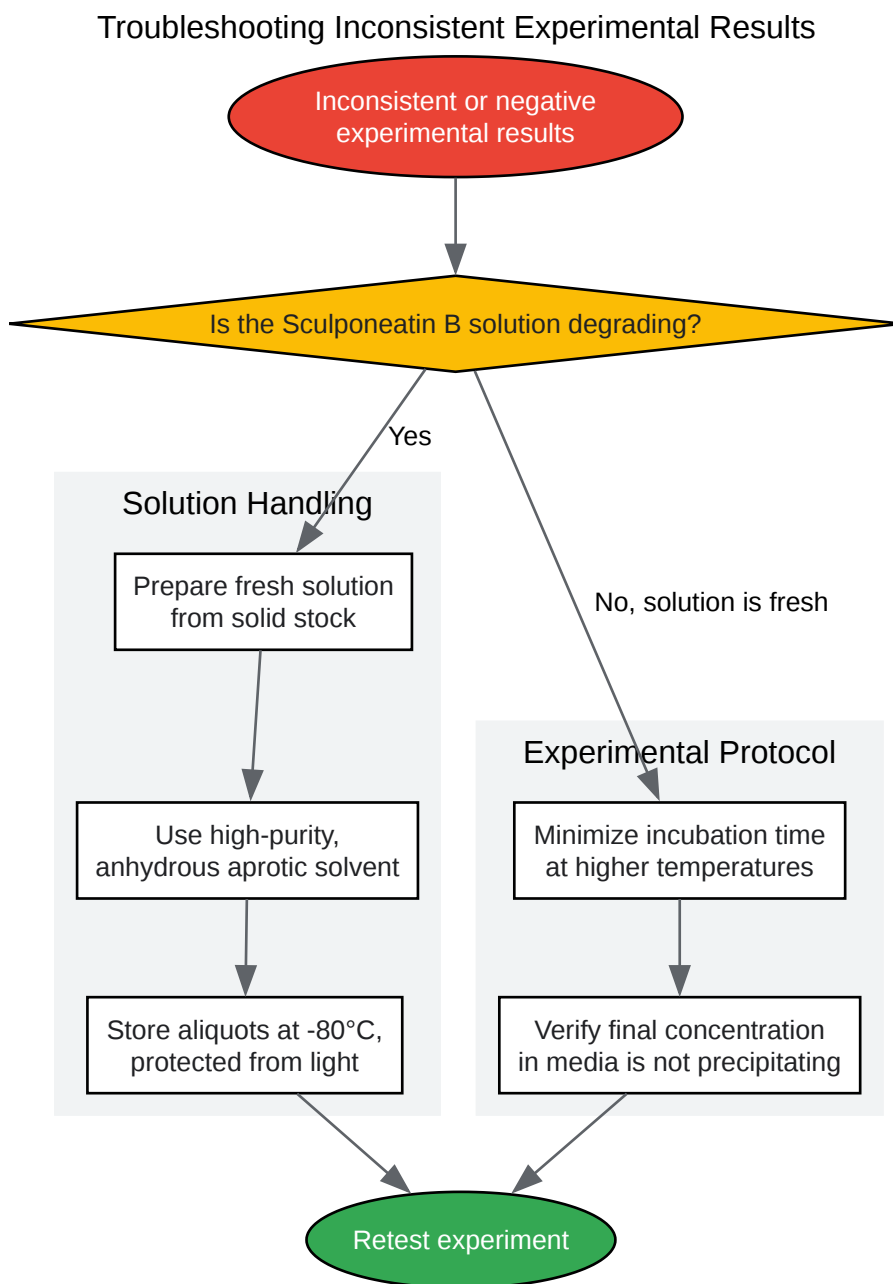 Troubleshooting Inconsistent Experimental Results
Inconsistent or negative
experimental results
Is the Sculponeatin B solution degrading?
Yes
Solution Handling
Prepare fresh solution
from solid stock
Use high-purity,
anhydrous aprotic solvent
Store aliquots at -80°C,
protected from light
No, solution is fresh
Experimental Protocol
Minimize incubation time
at higher temperatures
Verify final concentration
in media is not precipitating
Retest experiment